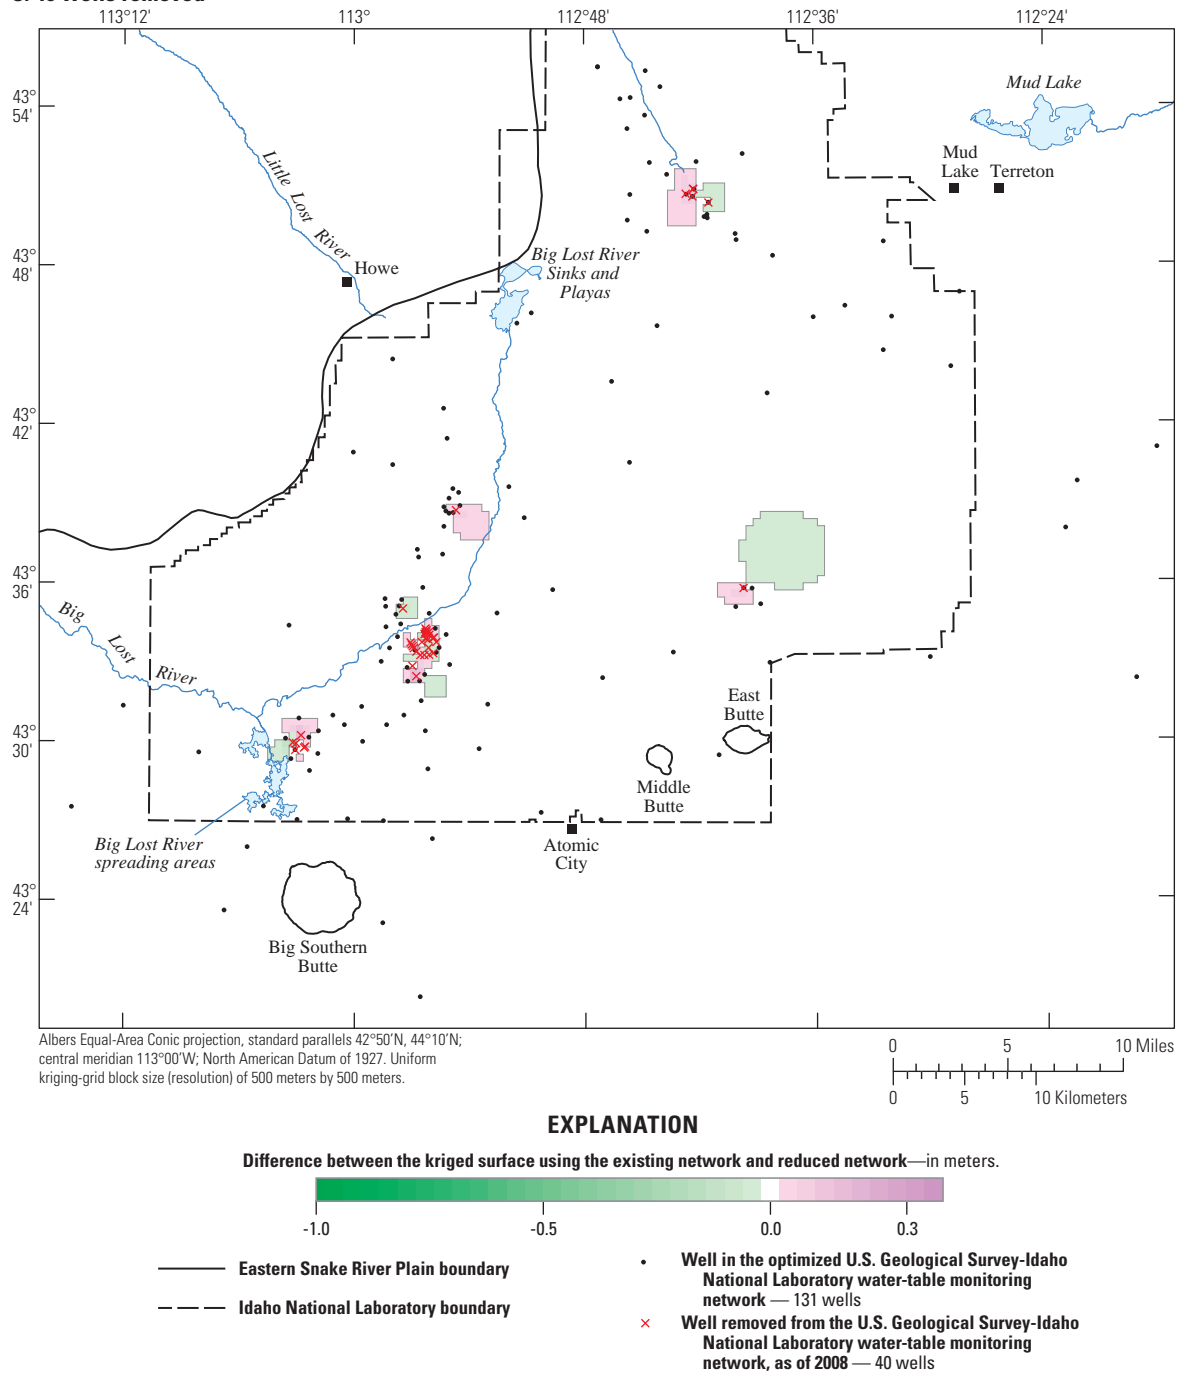 113°12'
113°
112°48'
112°36'
112°24'
43°
54'
43°
48'
43°
42'
43°
36'
43°
30'
43°
24'
Mud Lake
Mud
Lake
Terreton
Little Lost River
Howe
Big Lost River
Sinks and
Playas
Big Lost River
East
Butte
Middle
Butte
Big Lost River
spreading areas
Atomic
City
Big Southern
Butte
Albers Equal-Area Conic projection, standard parallels 42°50'N, 44°10'N;
central meridian 113°00'W; North American Datum of 1927. Uniform
kriging-grid block size (resolution) of 500 meters by 500 meters.
0 5 10 Miles
0 5 10 Kilometers
EXPLANATION
Difference between the kriged surface using the existing network and reduced network—in meters.
-1.0 -0.5 0.0 0.3
Eastern Snake River Plain boundary
Idaho National Laboratory boundary
Well in the optimized U.S. Geological Survey-Idaho
National Laboratory water-table monitoring
network — 131 wells
Well removed from the U.S. Geological Survey-Idaho
National Laboratory water-table monitoring
network, as of 2008 — 40 wells